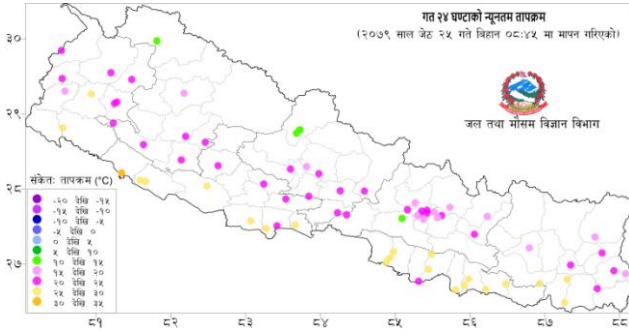 गत २४ घण्टाको न्यूनतम तापक्रम
(२०७९ साल जेठ २५ गते बिहान ०८:४५ मा मापन गरिएको)
जल तथा मौसम विज्ञान विभाग
३०
२९
२८
२७
संकेतः तापक्रम (°C)
-२० देखि -१५
-१५ देखि -१०
-१० देखि -५
-५ देखि ०
० देखि ५
५ देखि १०
१० देखि १५
१५ देखि २०
२० देखि २५
२५ देखि ३०
३० देखि ३५
८१ ८२ ८३ ८४ ८५ ८६ ८७ ८८